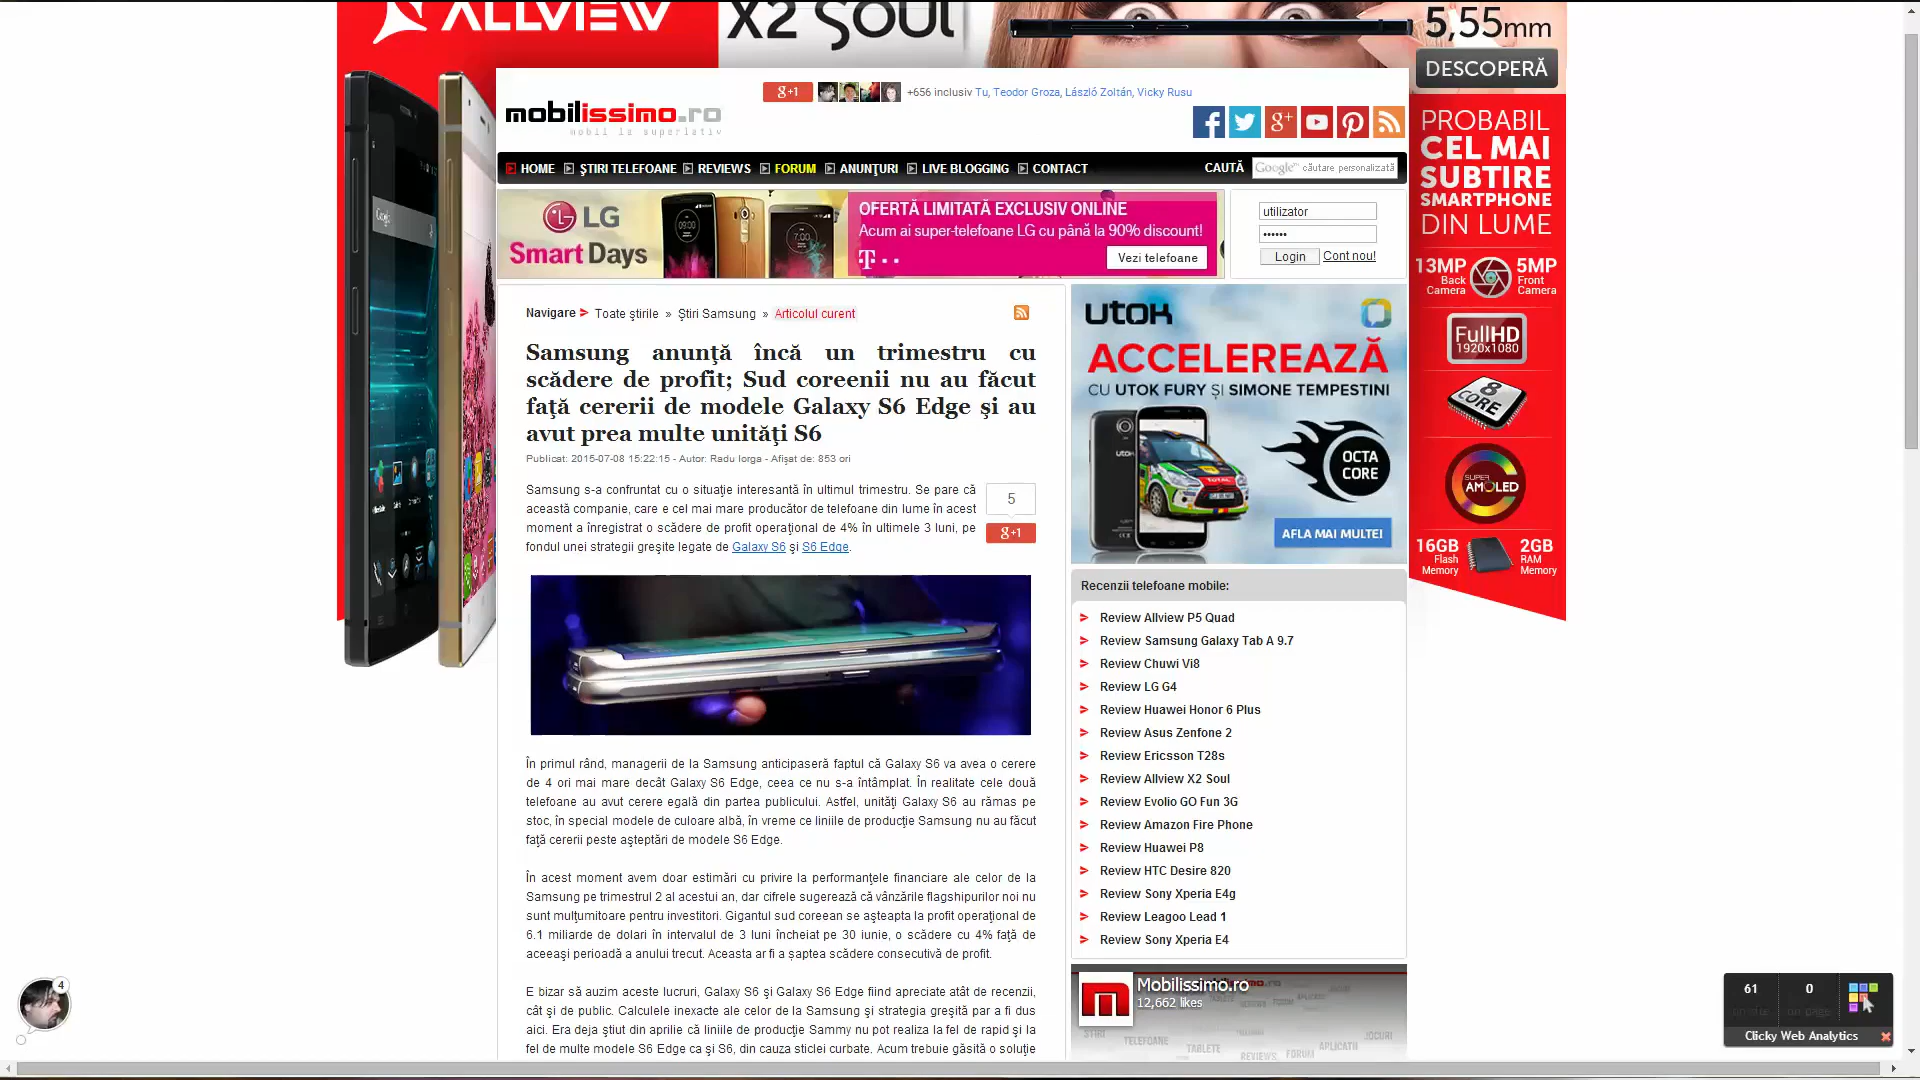 ALLVIEW
X2 Soul
5,55mm
DESCOPERĂ
PROBABIL
CEL MAI
SUBTIRE
SMARTPHONE
DIN LUME
13MP
Back
Camera
5MP
Front
Camera
FullHD
1920x1080
8
CORE
SUPER
AMOLED
16GB
Flash
Memory
2GB
RAM
Memory
g+1
+656 inclusiv Tu, Teodor Groza, László Zoltán, Vicky Rusu
mobilissimo.ro
mobil la superlativ
HOME ŞTIRI TELEFOANE REVIEWS FORUM ANUNŢURI LIVE BLOGGING CONTACT
CAUTĂ Google™ căutare personalizată
LG
Smart Days
OFERTĂ LIMITATĂ EXCLUSIV ONLINE
Acum ai super-telefoane LG cu până la 90% discount!
T
Vezi telefoane
utilizator
••••••
Login Cont nou!
Navigare Toate ştirile » Ştiri Samsung » Articolul curent
Samsung anunţă încă un trimestru cu
scădere de profit; Sud coreenii nu au făcut
faţă cererii de modele Galaxy S6 Edge şi au
avut prea multe unităţi S6
Publicat: 2015-07-08 15:22:15 - Autor: Radu Iorga - Afişat de: 853 ori
Samsung s-a confruntat cu o situaţie interesantă în ultimul trimestru. Se pare că
această companie, care e cel mai mare producător de telefoane din lume în acest
moment a înregistrat o scădere de profit operaţional de 4% în ultimele 3 luni, pe
fondul unei strategii greşite legate de Galaxy S6 şi S6 Edge.
5
g+1
În primul rând, managerii de la Samsung anticipaseră faptul că Galaxy S6 va avea o cerere
de 4 ori mai mare decât Galaxy S6 Edge, ceea ce nu s-a întâmplat. În realitate cele două
telefoane au avut cerere egală din partea publicului. Astfel, unităţi Galaxy S6 au rămas pe
stoc, în special modele de culoare albă, în vreme ce liniile de producţie Samsung nu au făcut
faţă cererii peste aşteptări de modele S6 Edge.
În acest moment avem doar estimări cu privire la performanţele financiare ale celor de la
Samsung pe trimestrul 2 al acestui an, dar cifrele sugerează că vânzările flagshipurilor noi nu
sunt mulţumitoare pentru investitori. Gigantul sud coreean se aşteapta la profit operaţional de
6.1 miliarde de dolari în intervalul de 3 luni încheiat pe 30 iunie, o scădere cu 4% faţă de
aceeaşi perioadă a anului trecut. Aceasta ar fi a şaptea scădere consecutivă de profit.
E bizar să auzim aceste lucruri, Galaxy S6 şi Galaxy S6 Edge fiind apreciate atât de recenzii,
cât şi de public. Calculele inexacte ale celor de la Samsung şi strategia greşită par a fi dus
aici. Era deja ştiut din aprilie că liniile de producţie Sammy nu pot realiza la fel de rapid şi la
fel de multe modele S6 Edge ca şi S6, din cauza sticlei curbate. Acum trebuie găsită o soluţie
UTOK
ACCELEREAZĂ
CU UTOK FURY ŞI SIMONE TEMPESTINI
OCTA
CORE
AFLA MAI MULTE!
Recenzii telefoane mobile:
Review Allview P5 Quad
Review Samsung Galaxy Tab A 9.7
Review Chuwi Vi8
Review LG G4
Review Huawei Honor 6 Plus
Review Asus Zenfone 2
Review Ericsson T28s
Review Allview X2 Soul
Review Evolio GO Fun 3G
Review Amazon Fire Phone
Review Huawei P8
Review HTC Desire 820
Review Sony Xperia E4g
Review Leagoo Lead 1
Review Sony Xperia E4
Mobilissimo.ro
12,662 likes
4
61 0
Clicky Web Analytics